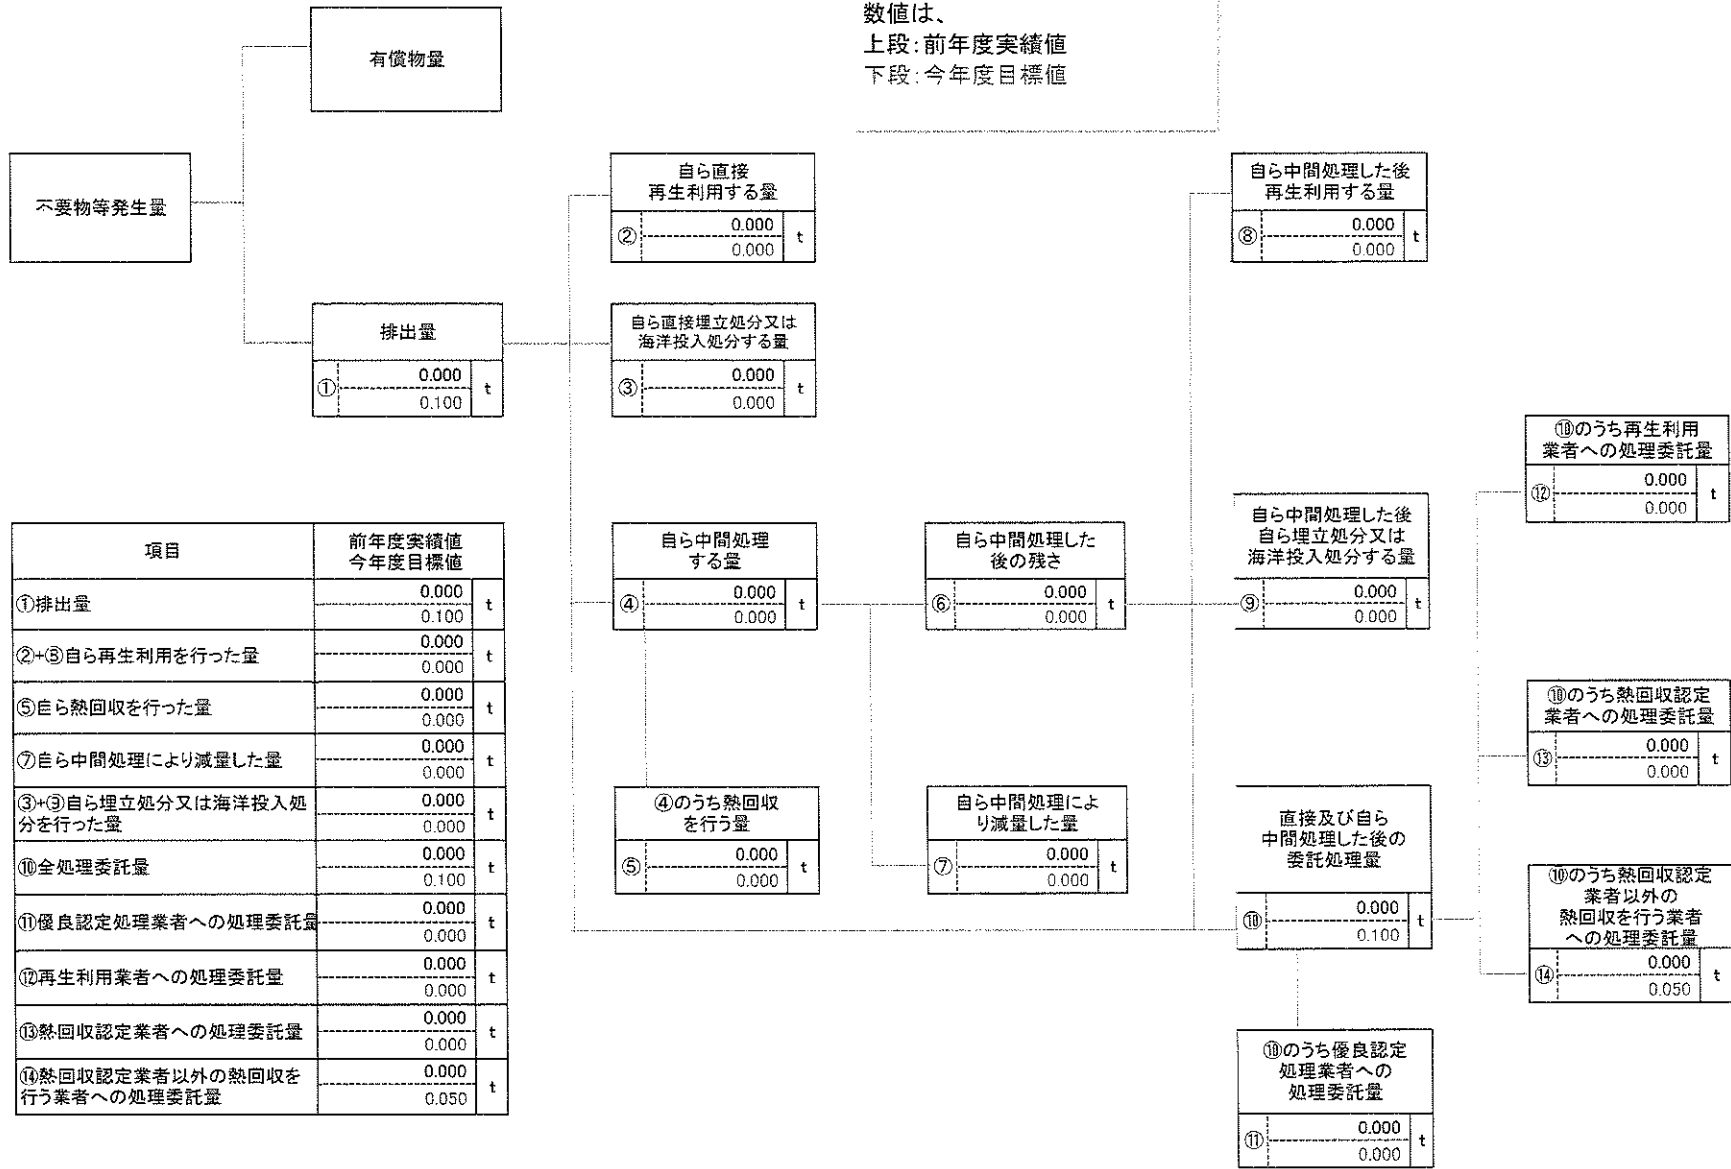 数値は、
上段：前年度実績値
下段：今年度目標値
有償物量
不要物等発生量
自ら直接
再生利用する量
② 0.000 t
0.000
自ら中間処理した後
再生利用する量
⑧ 0.000 t
0.000
排出量
① 0.000 t
0.100
自ら直接埋立処分又は
海洋投入処分する量
③ 0.000 t
0.000
⑩のうち再生利用
業者への処理委託量
⑫ 0.000 t
0.000
自ら中間処理
する量
④ 0.000 t
0.000
自ら中間処理した
後の残さ
⑥ 0.000 t
0.000
自ら中間処理した後
自ら埋立処分又は
海洋投入処分する量
⑨ 0.000 t
0.000
⑩のうち熱回収認定
業者への処理委託量
⑬ 0.000 t
0.000
④のうち熱回収
を行う量
⑤ 0.000 t
0.000
自ら中間処理によ
り減量した量
⑦ 0.000 t
0.000
直接及び自ら
中間処理した後の
委託処理量
⑩ 0.000 t
0.100
⑩のうち熱回収認定
業者以外の
熱回収を行う業者
への処理委託量
⑭ 0.000 t
0.050
⑩のうち優良認定
処理業者への
処理委託量
⑪ 0.000 t
0.000
項目 前年度実績値
今年度目標値
①排出量 0.000 t
0.100
②+⑧自ら再生利用を行った量 0.000 t
0.000
⑤自ら熱回収を行った量 0.000 t
0.000
⑦自ら中間処理により減量した量 0.000 t
0.000
③+⑨自ら埋立処分又は海洋投入処
分を行った量 0.000 t
0.000
⑩全処理委託量 0.000 t
0.100
⑪優良認定処理業者への処理委託量 0.000 t
0.000
⑫再生利用業者への処理委託量 0.000 t
0.000
⑬熱回収認定業者への処理委託量 0.000 t
0.000
⑭熱回収認定業者以外の熱回収を
行う業者への処理委託量 0.000 t
0.050